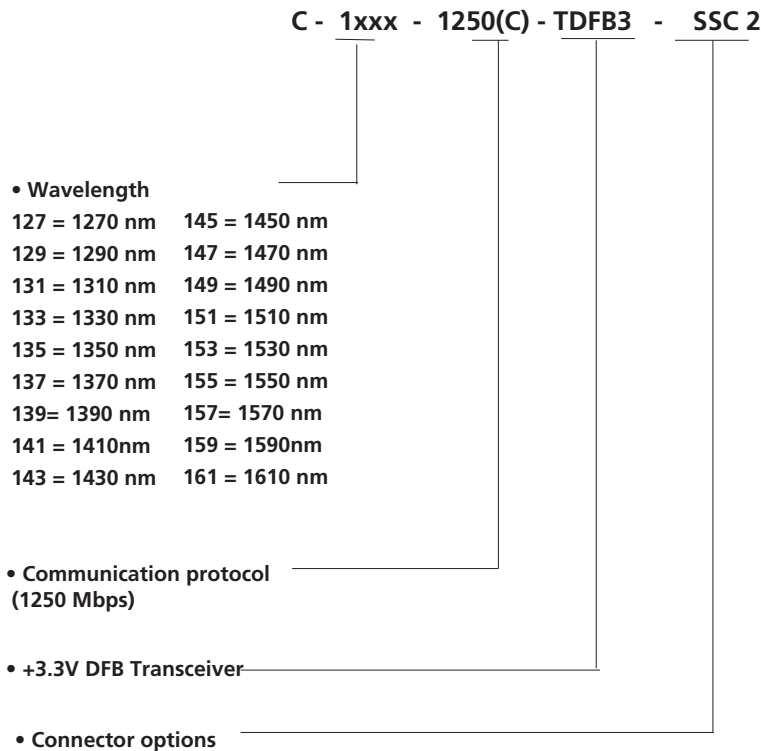 C - 1xxx - 1250(C) - TDFB3 - SSC 2
• Wavelength
127 = 1270 nm 145 = 1450 nm
129 = 1290 nm 147 = 1470 nm
131 = 1310 nm 149 = 1490 nm
133 = 1330 nm 151 = 1510 nm
135 = 1350 nm 153 = 1530 nm
137 = 1370 nm 155 = 1550 nm
139= 1390 nm 157= 1570 nm
141 = 1410nm 159 = 1590nm
143 = 1430 nm 161 = 1610 nm
• Communication protocol
(1250 Mbps)
• +3.3V DFB Transceiver
• Connector options